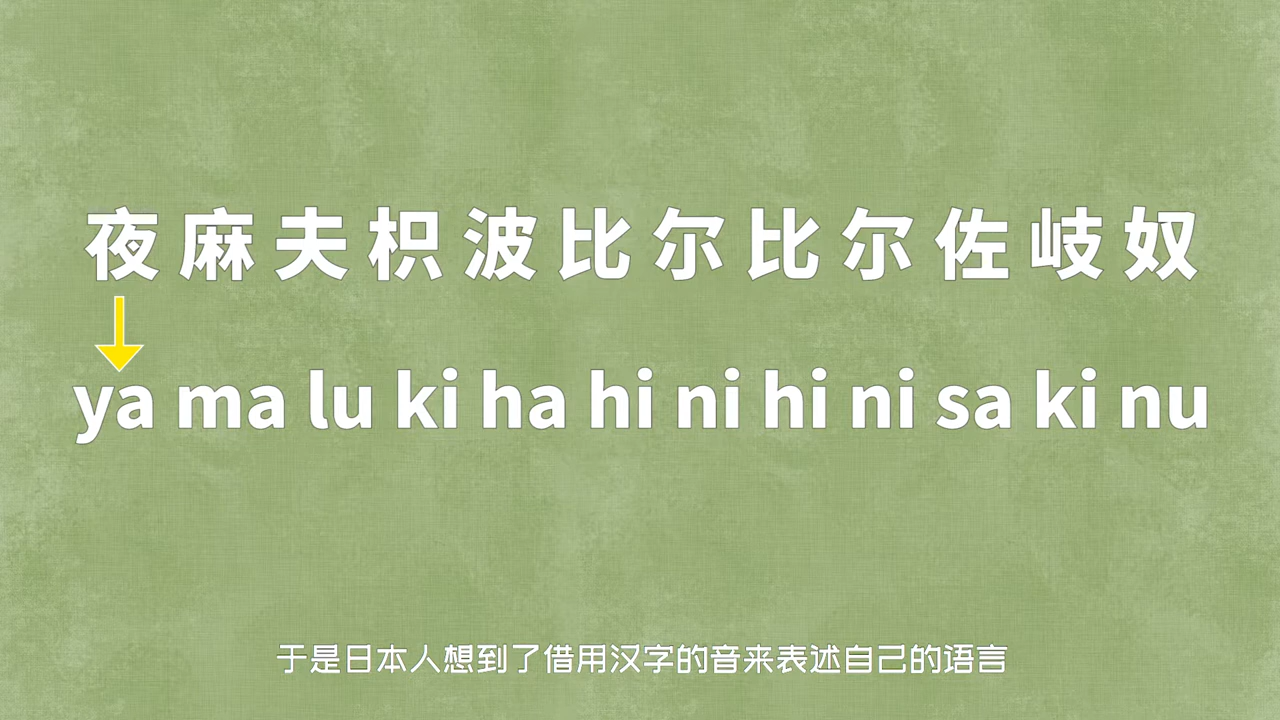 夜麻夫枳波比尔比尔佐岐奴
ya ma lu ki ha hi ni hi ni sa ki nu
于是日本人想到了借用汉字的音来表述自己的语言